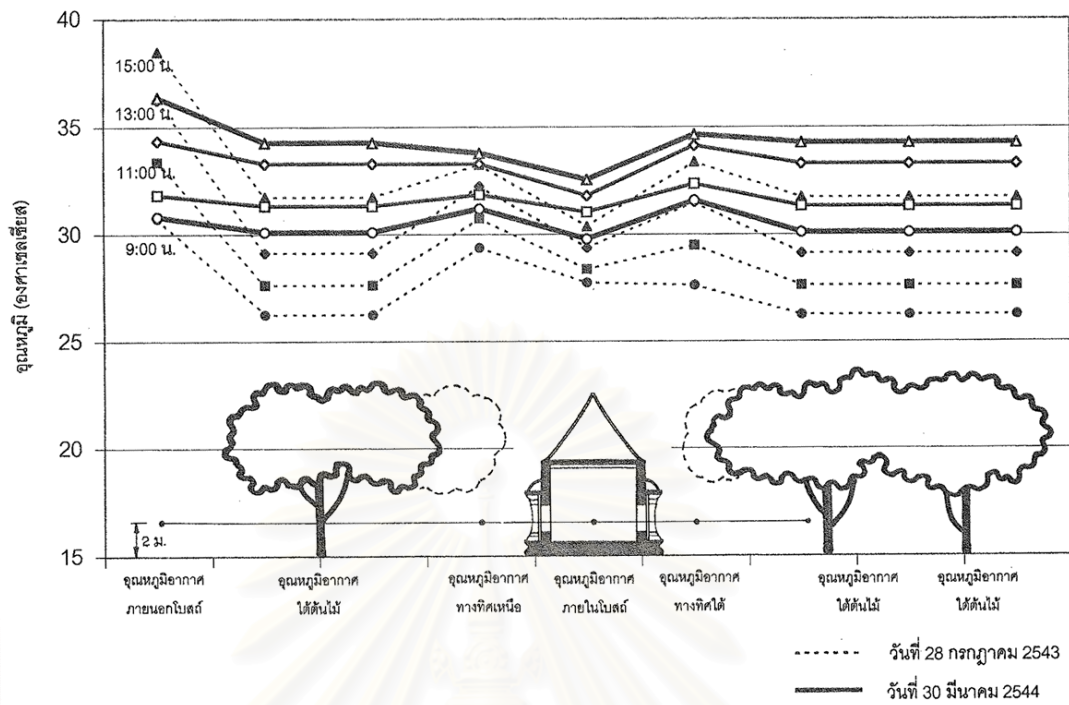 40
35
30
25
20
15
อุณหภูมิ (องศาเซลเซียส)
15:00 น.
13:00 น.
11:00 น.
9:00 น.
2 ม.
อุณหภูมิอากาศ
ภายนอกโบสถ์
อุณหภูมิอากาศ
ใต้ต้นไม้
อุณหภูมิอากาศ
ทางทิศเหนือ
อุณหภูมิอากาศ
ภายในโบสถ์
อุณหภูมิอากาศ
ทางทิศใต้
อุณหภูมิอากาศ
ใต้ต้นไม้
อุณหภูมิอากาศ
ใต้ต้นไม้
วันที่ 28 กรกฎาคม 2543
วันที่ 30 มีนาคม 2544